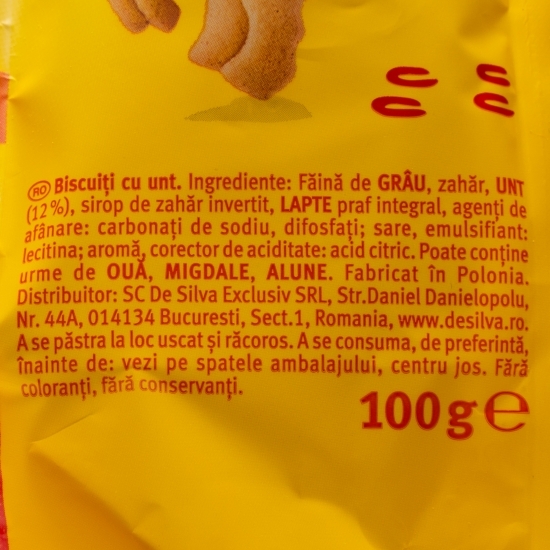 RO Biscuiți cu unt. Ingrediente: Făină de GRÂU, zahăr, UNT
(12%), sirop de zahăr invertit, LAPTE praf integral, agenți de
afânare: carbonați de sodiu, difosfați; sare, emulsifiant:
lecitina; aromă, corector de aciditate: acid citric. Poate conține
urme de OUĂ, MIGDALE, ALUNE. Fabricat în Polonia.
Distribuitor: SC De Silva Exclusiv SRL, Str.Daniel Danielopolu,
Nr. 44A, 014134 Bucuresti, Sect.1, Romania, www.desilva.ro.
A se păstra la loc uscat și răcoros. A se consuma, de preferintă,
înainte de: vezi pe spatele ambalajului, centru jos. Fără
coloranți, fără conservanți.
100 g e